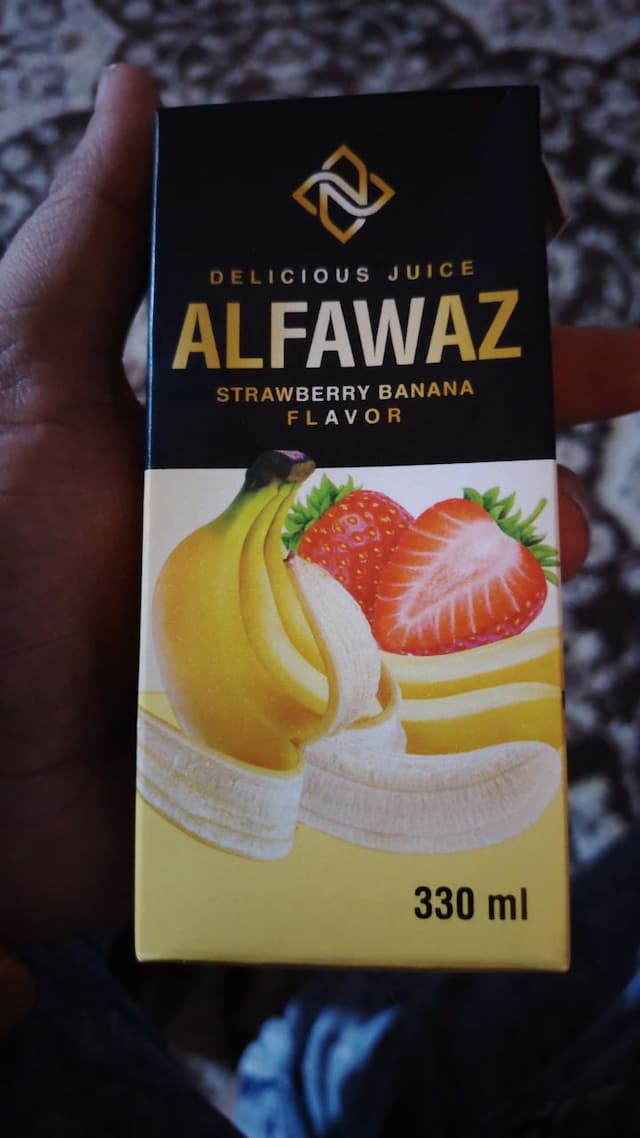 DELICIOUS JUICE
ALFAWAZ
STRAWBERRY BANANA
FLAVOR
330 ml